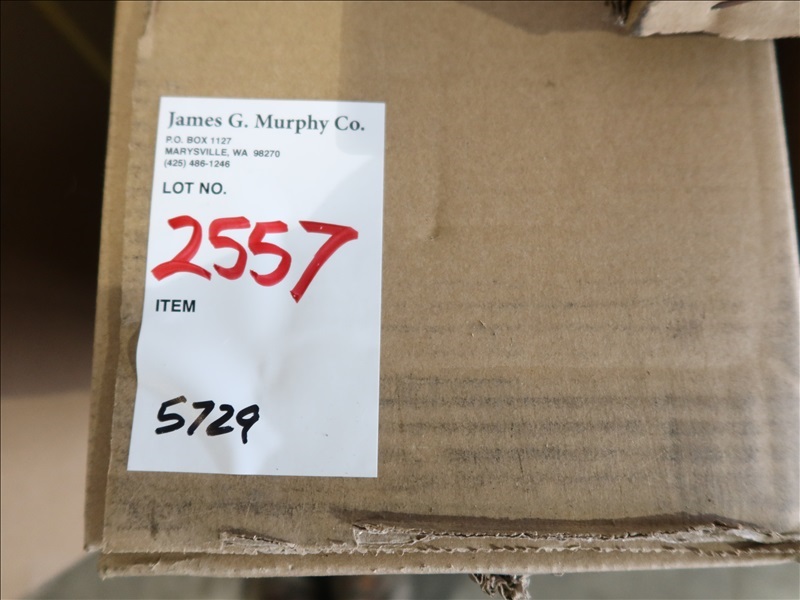 James G. Murphy Co.
P.O. BOX 1127
MARYSVILLE, WA 98270
(425) 486-1246
LOT NO.
2557
ITEM
5729